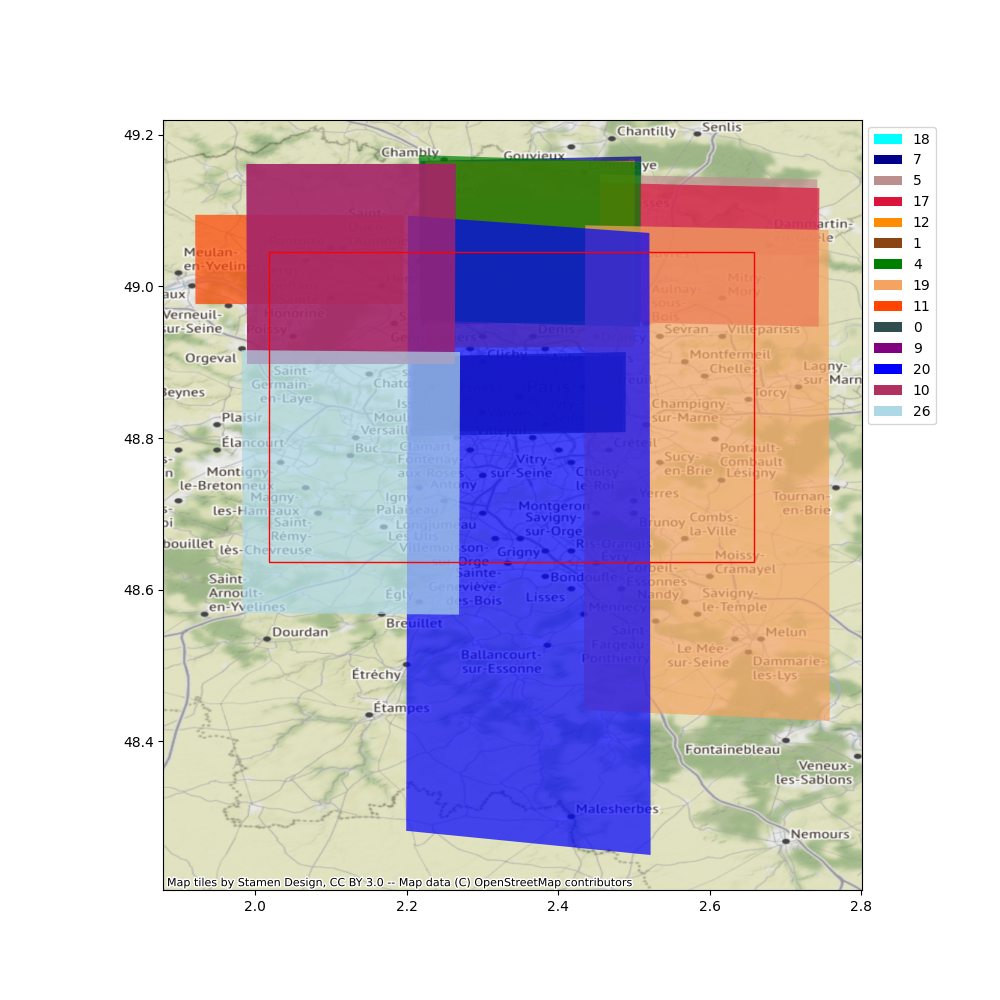 49.2
49.0
48.8
48.6
48.4
2.0
2.2
2.4
2.6
2.8
18
7
5
17
12
1
4
19
11
0
9
20
10
26
Chantilly
Senlis
Chambly
Gouvieux
ye
Dammartin-
le
Meulan-
en-Yvelin
aux
Verneuil-
sur-Seine
Poissy
Orgeval
Denis
Sevran
Villeparisis
Mitry-
Mory
Aulnay-
sous-
Montfermeil
Chelles
Lagny-
sur-Marn
Torcy
Beynes
Saint-
Germain-
en-Laye
Plaisir
Élancourt
Champigny-
sur-Marne
Créteil
Montigny-
le-Bretonneux
Magny-
les-Hameaux
Saint-
Rémy-
lès-Chevreuse
Buc
Antony
Vitry-
sur-Seine
Choisy-
le-Roi
Sucy-
en-Brie
Pontault-
Combault
Lésigny
Tournan-
en-Brie
Yerres
Montgeron
Savigny-
sur-Orge
Brunoy
Combs-
la-Ville
Igny
Palaiseau
Longjumeau
Les Ulis
Villemoisson-
sur-Orge
Grigny
Ris-Orangis
Évry
Moissy-
Cramayel
bouillet
Saint
Arnoult-
en-Yvelines
Sainte-
Geneviève-
des-Bois
Bondoufles
Lisses
Corbeil-
Essonnes
Nandy
Savigny-
le-Temple
Mennecy
Égly
Breuillet
Dourdan
Saint-
Fargeau-
Ponthierry
Melun
Le Mée-
sur-Seine
Dammarie-
les-Lys
Ballancourt-
sur-Essonne
Étréchy
Étampes
Fontainebleau
Veneux-
les-Sablons
Malesherbes
Nemours
Map tiles by Stamen Design, CC BY 3.0 -- Map data (C) OpenStreetMap contributors